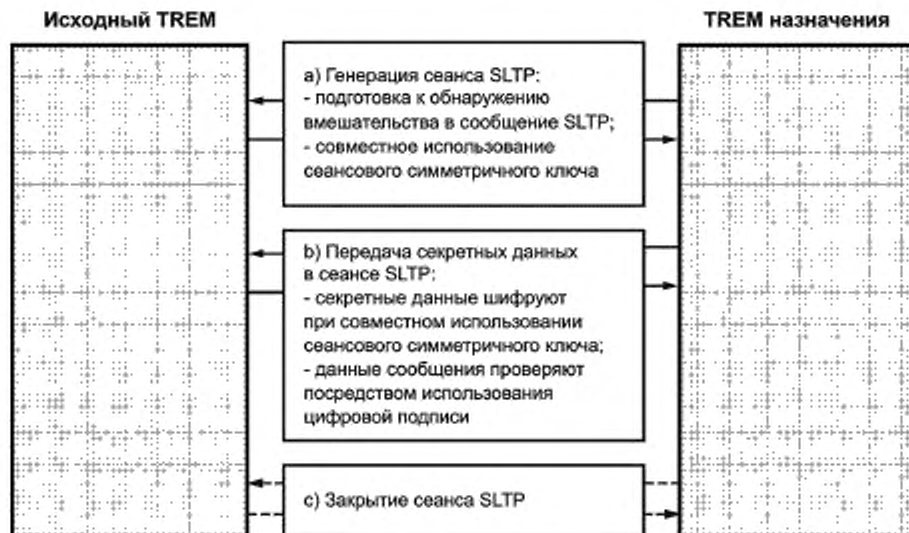 Исходный TREM
TREM назначения
a) Генерация сеанса SLTP:
- подготовка к обнаружению
вмешательства в сообщение SLTP;
- совместное использование
сеансового симметричного ключа
b) Передача секретных данных
в сеансе SLTP:
- секретные данные шифруют
при совместном использовании
сеансового симметричного ключа;
- данные сообщения проверяют
посредством использования
цифровой подписи
c) Закрытие сеанса SLTP